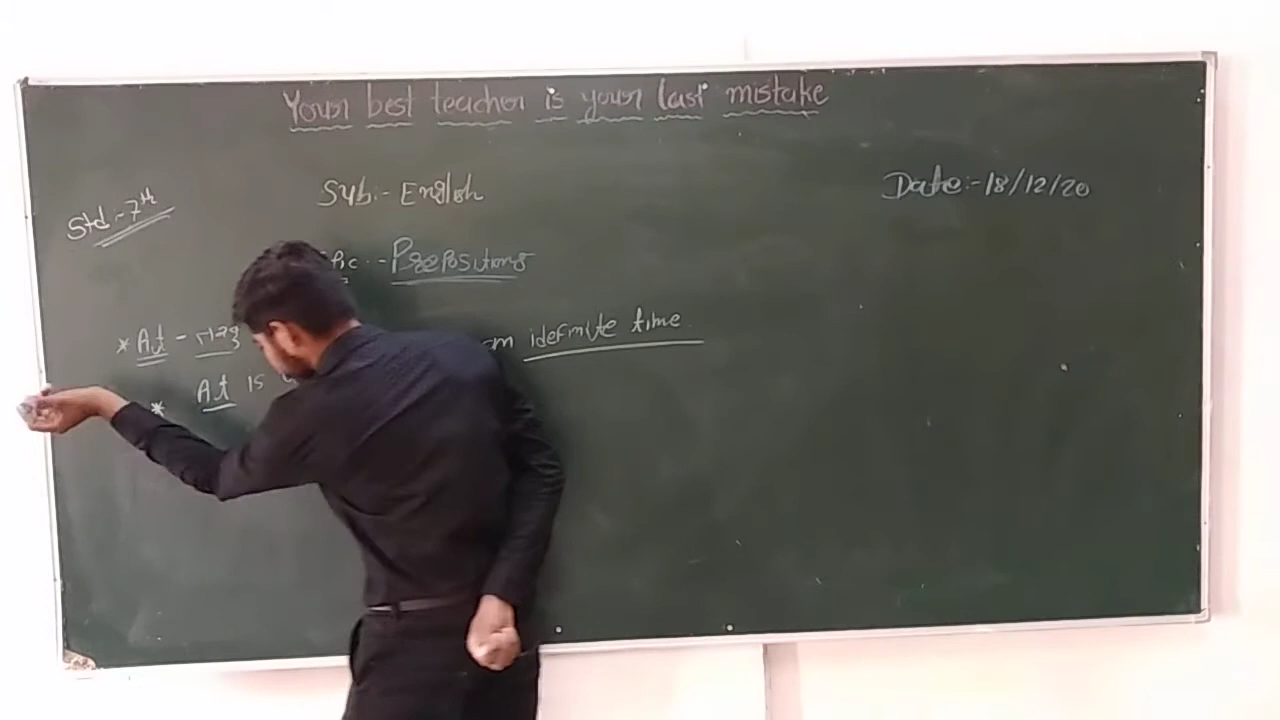 Your best teacher is your last mistake
Std:- 7th
Sub:- English
Date:- 18/12/20
Prepositions
* At -
idefinite time
* At is